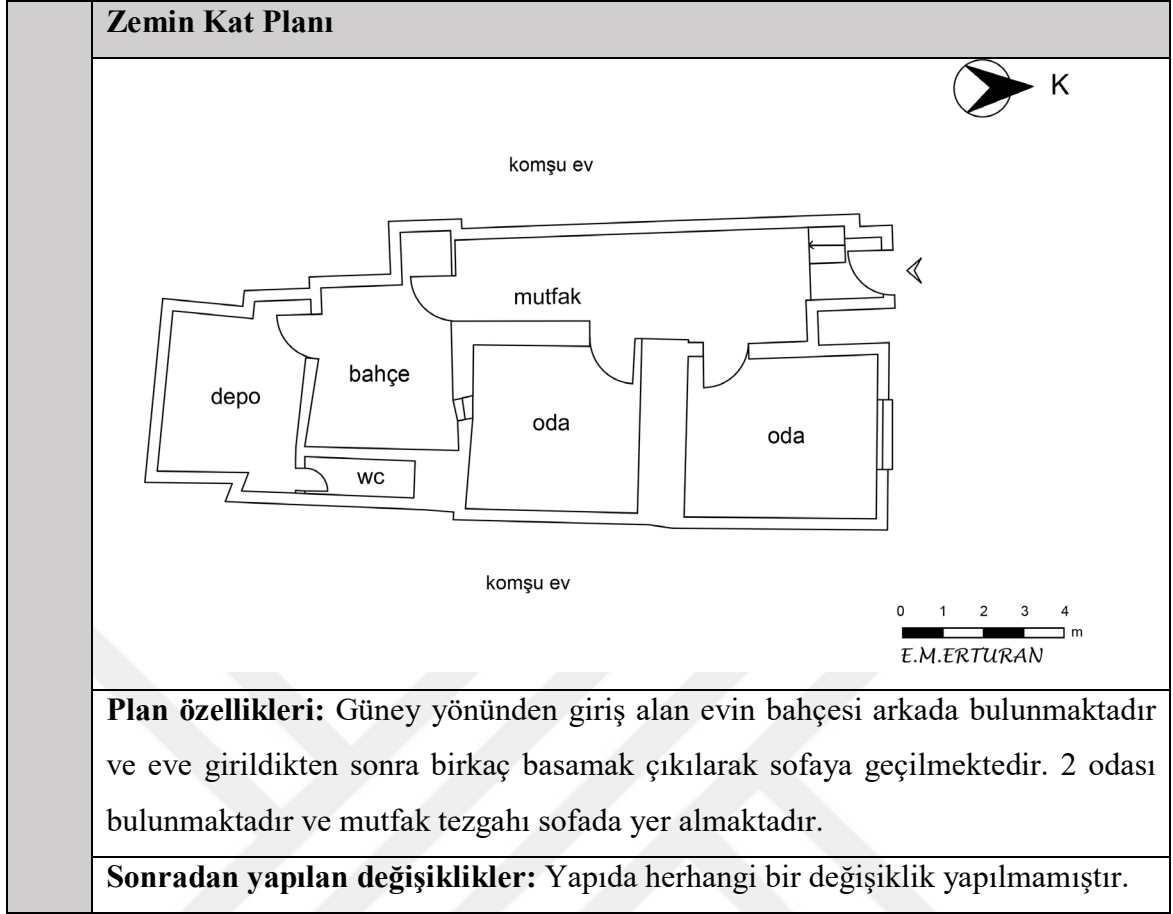 Zemin Kat Planı
K
komşu ev
mutfak
bahçe
depo
oda
oda
wc
komşu ev
0 1 2 3 4
m
E.M.ERTURAN
Plan özellikleri: Güney yönünden giriş alan evin bahçesi arkada bulunmaktadır
ve eve girildikten sonra birkaç basamak çıkılarak sofaya geçilmektedir. 2 odası
bulunmaktadır ve mutfak tezgahı sofada yer almaktadır.
Sonradan yapılan değişiklikler: Yapıda herhangi bir değişiklik yapılmamıştır.